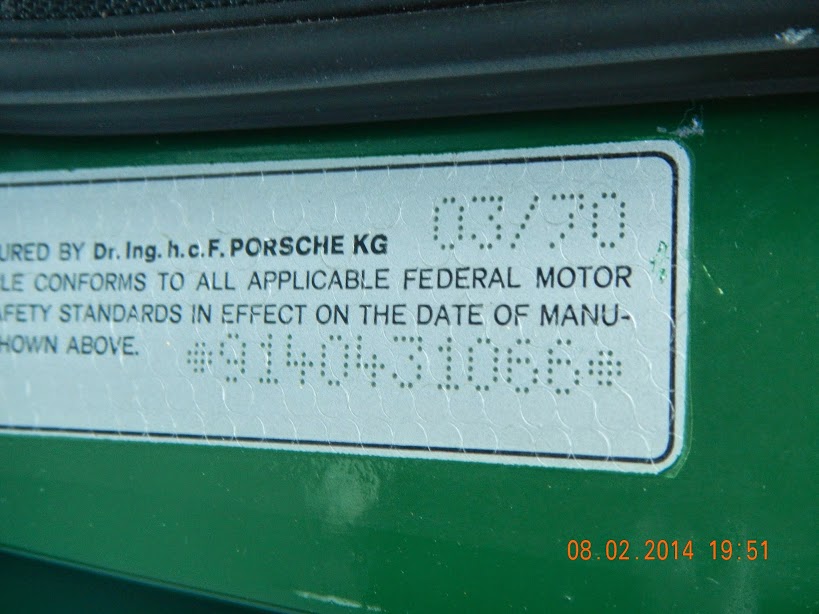 03/70
URED BY Dr. Ing. h. c. F. PORSCHE KG
LE CONFORMS TO ALL APPLICABLE FEDERAL MOTOR
AFETY STANDARDS IN EFFECT ON THE DATE OF MANU-
HOWN ABOVE.
*9140431066*
08.02.2014 19:51